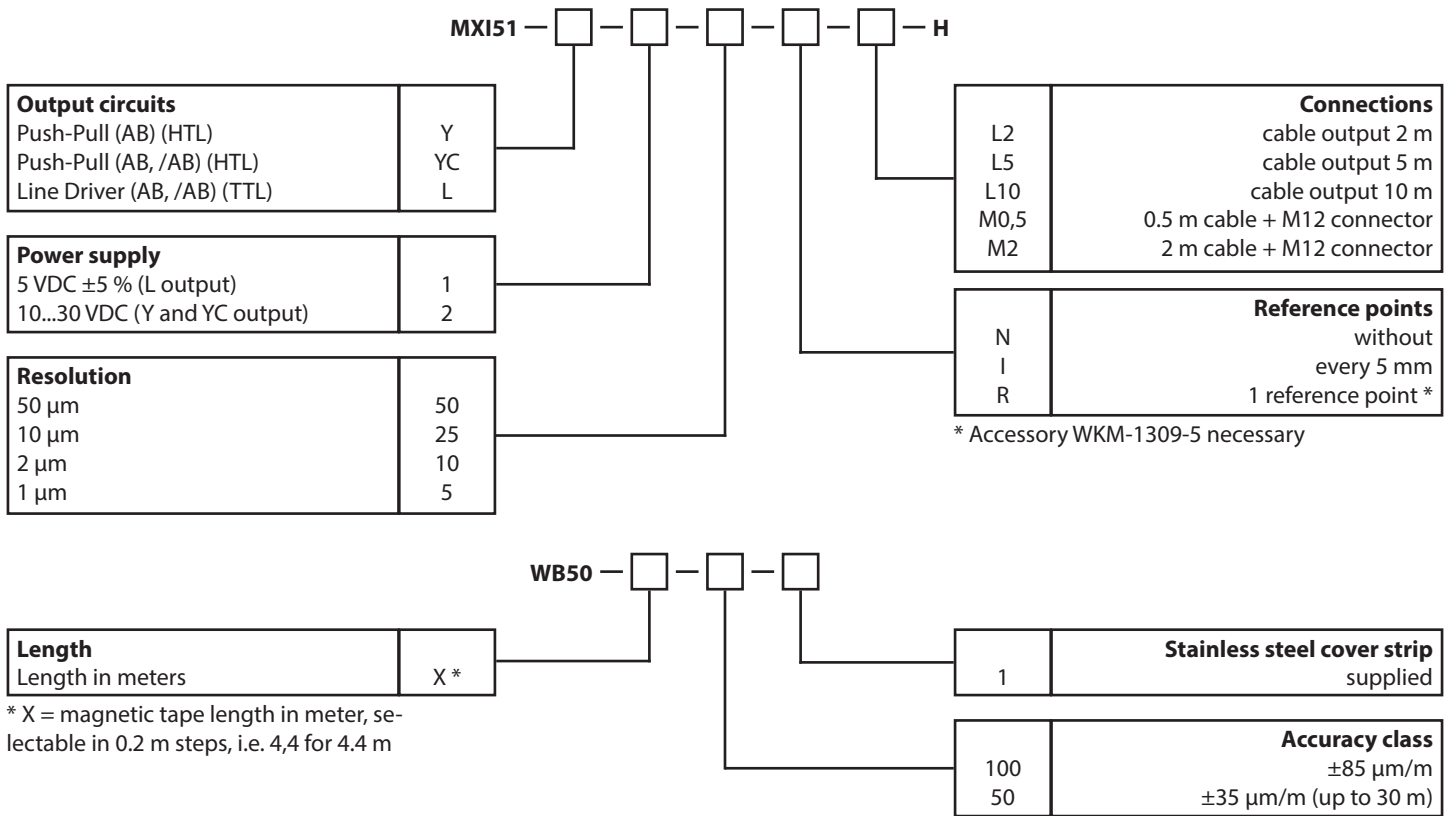 MXI51 — — — — — — H
Output circuits
Push-Pull (AB) (HTL) Y
Push-Pull (AB, /AB) (HTL) YC
Line Driver (AB, /AB) (TTL) L
Power supply
5 VDC ±5 % (L output) 1
10...30 VDC (Y and YC output) 2
Resolution
50 µm 50
10 µm 25
2 µm 10
1 µm 5
Connections
L2 cable output 2 m
L5 cable output 5 m
L10 cable output 10 m
M0,5 0.5 m cable + M12 connector
M2 2 m cable + M12 connector
Reference points
N without
I every 5 mm
R 1 reference point *
* Accessory WKM-1309-5 necessary
WB50 — — —
Length
Length in meters X *
* X = magnetic tape length in meter, se-
lectable in 0.2 m steps, i.e. 4,4 for 4.4 m
Stainless steel cover strip
1 supplied
Accuracy class
100 ±85 µm/m
50 ±35 µm/m (up to 30 m)